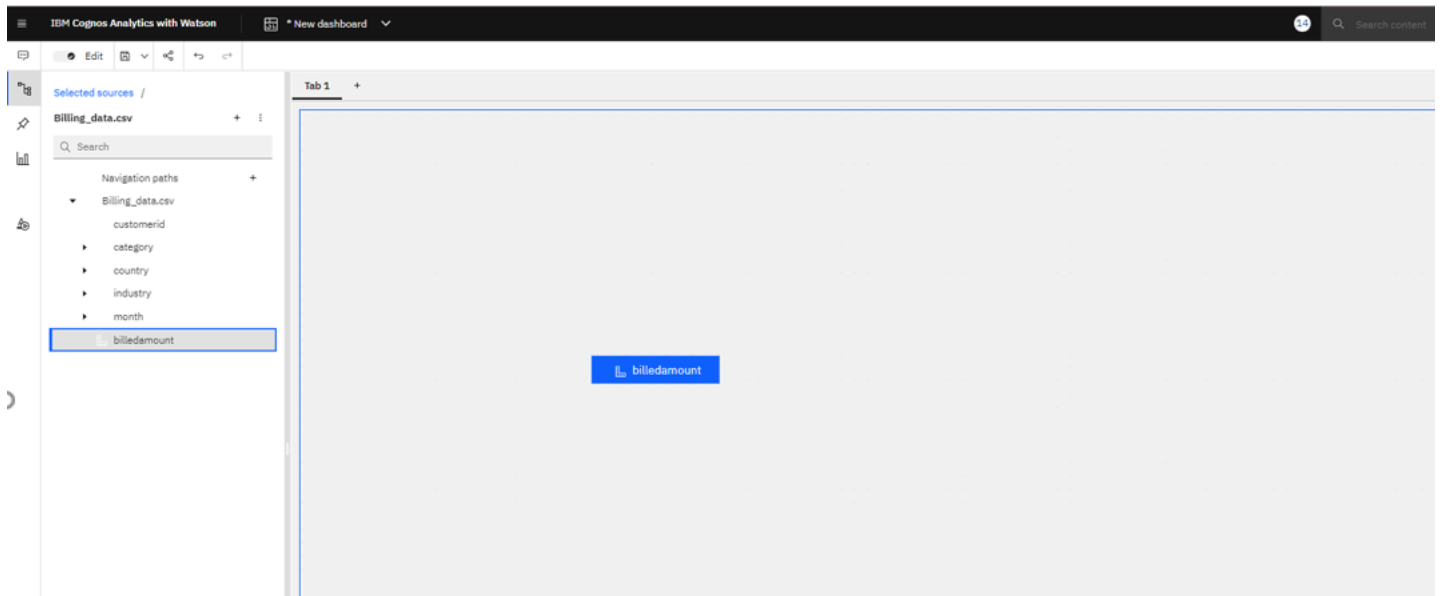 IBM Cognos Analytics with Watson
* New dashboard
14
Search content
Edit
Selected sources /
Billing_data.csv
Search
Navigation paths
Billing_data.csv
customerid
category
country
industry
month
billedamount
Tab 1 +
billedamount